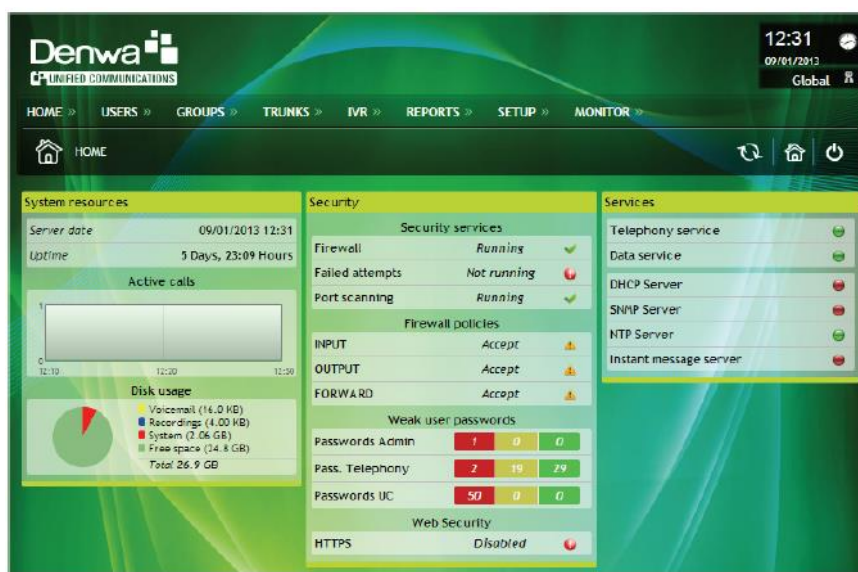 Denwa
UNIFIED COMMUNICATIONS
12:31
09/01/2013
Global
HOME » USERS » GROUPS » TRUNKS » IVR » REPORTS » SETUP » MONITOR »
HOME
System resources
Server date 09/01/2013 12:31
Uptime 5 Days, 23:09 Hours
Active calls
1
0
12:10 12:20 12:30
Disk usage
Voicemail (16.0 KB)
Recordings (4.00 KB)
System (2.06 GB)
Free space (24.8 GB)
Total 26.9 GB
Security
Security services
Firewall Running
Failed attempts Not running
Port scanning Running
Firewall policies
INPUT Accept
OUTPUT Accept
FORWARD Accept
Weak user passwords
Passwords Admin 1 0 0
Pass. Telephony 2 19 29
Passwords UC 50 0 0
Web Security
HTTPS Disabled
Services
Telephony service
Data service
DHCP Server
SNMP Server
NTP Server
Instant message server